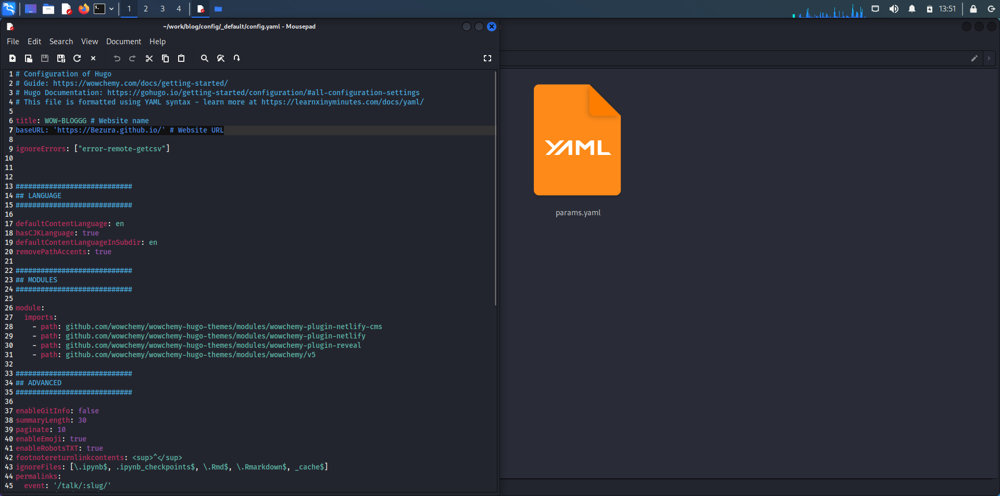 1 2 3 4 13:51
~/work/blog/config/_default/config.yaml - Mousepad
File Edit Search View Document Help
1 # Configuration of Hugo
2 # Guide: https://wowchemy.com/docs/getting-started/
3 # Hugo Documentation: https://gohugo.io/getting-started/configuration/#all-configuration-settings
4 # This file is formatted using YAML syntax - learn more at https://learnxinyminutes.com/docs/yaml/
5
6 title: WOW-BLOGGG # Website name
7 baseURL: 'https://Bezura.github.io/' # Website URL
8
9 ignoreErrors: ["error-remote-getcsv"]
10
11
12
13 ############################
14 ## LANGUAGE
15 ############################
16
17 defaultContentLanguage: en
18 hasCJKLanguage: true
19 defaultContentLanguageInSubdir: en
20 removePathAccents: true
21
22 ############################
23 ## MODULES
24 ############################
25
26 module:
27   imports:
28     - path: github.com/wowchemy/wowchemy-hugo-themes/modules/wowchemy-plugin-netlify-cms
29     - path: github.com/wowchemy/wowchemy-hugo-themes/modules/wowchemy-plugin-netlify
30     - path: github.com/wowchemy/wowchemy-hugo-themes/modules/wowchemy-plugin-reveal
31     - path: github.com/wowchemy/wowchemy-hugo-themes/modules/wowchemy/v5
32
33 ############################
34 ## ADVANCED
35 ############################
36
37 enableGitInfo: false
38 summaryLength: 30
39 paginate: 10
40 enableEmoji: true
41 enableRobotsTXT: true
42 footnotereturnlinkcontents: <sup>^</sup>
43 ignoreFiles: [\.ipynb$, .ipynb_checkpoints$, \.Rmd$, \.Rmarkdown$, _cache$]
44 permalinks:
45   event: '/talk/:slug/'
YAML
params.yaml